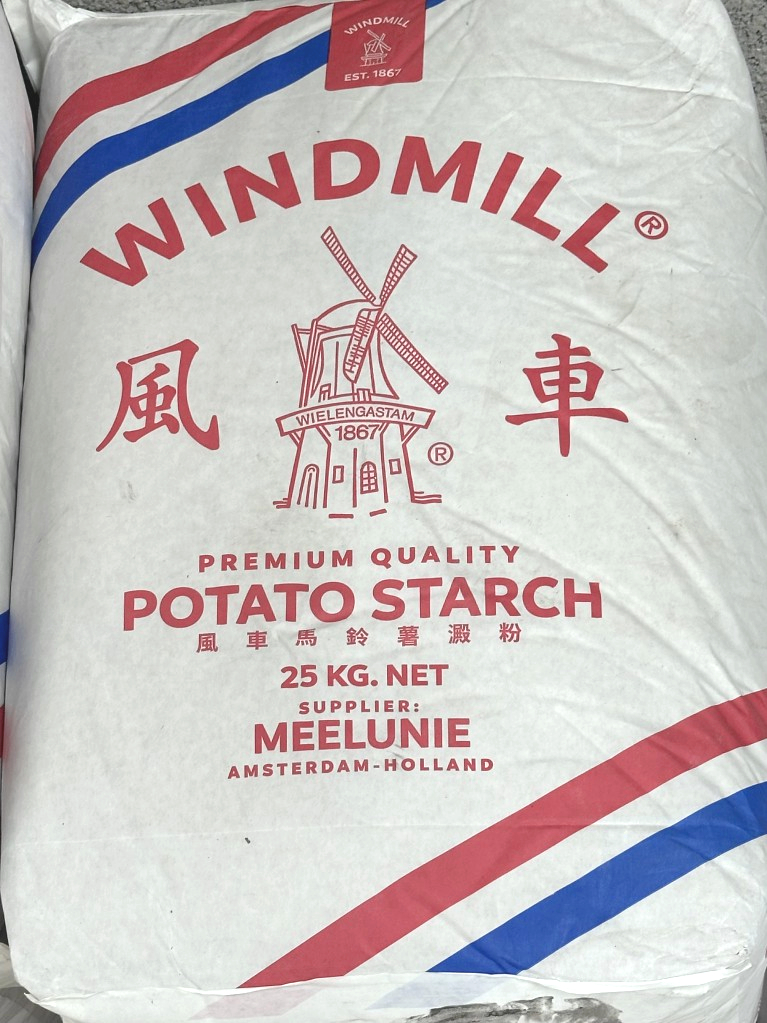 WINDMILL
EST. 1867
WINDMILL®
風 車
WIELENGASTAM
1867
®
PREMIUM QUALITY
POTATO STARCH
風車馬鈴薯澱粉
25 KG. NET
SUPPLIER:
MEELUNIE
AMSTERDAM-HOLLAND